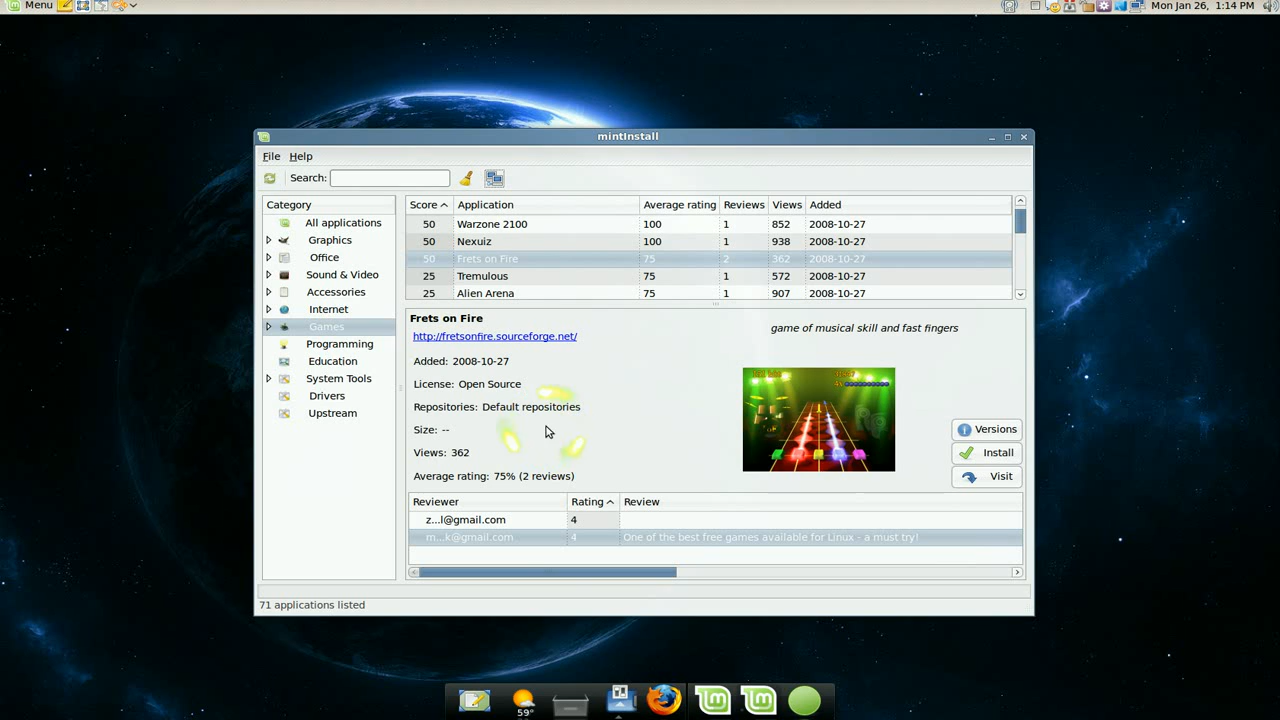 Menu
Mon Jan 26, 1:14 PM
mintInstall
File Help
Search:
Category
All applications
Graphics
Office
Sound & Video
Accessories
Internet
Games
Programming
Education
System Tools
Drivers
Upstream
Score Application Average rating Reviews Views Added
50 Warzone 2100 100 1 852 2008-10-27
50 Nexuiz 100 1 938 2008-10-27
50 Frets on Fire 75 2 362 2008-10-27
25 Tremulous 75 1 572 2008-10-27
25 Alien Arena 75 1 907 2008-10-27
Frets on Fire
http://fretsonfire.sourceforge.net/
game of musical skill and fast fingers
Added: 2008-10-27
License: Open Source
Repositories: Default repositories
Size: --
Views: 362
Average rating: 75% (2 reviews)
Versions
Install
Visit
Reviewer Rating Review
z...l@gmail.com 4
m...k@gmail.com 4 One of the best free games available for Linux - a must try!
71 applications listed
59°